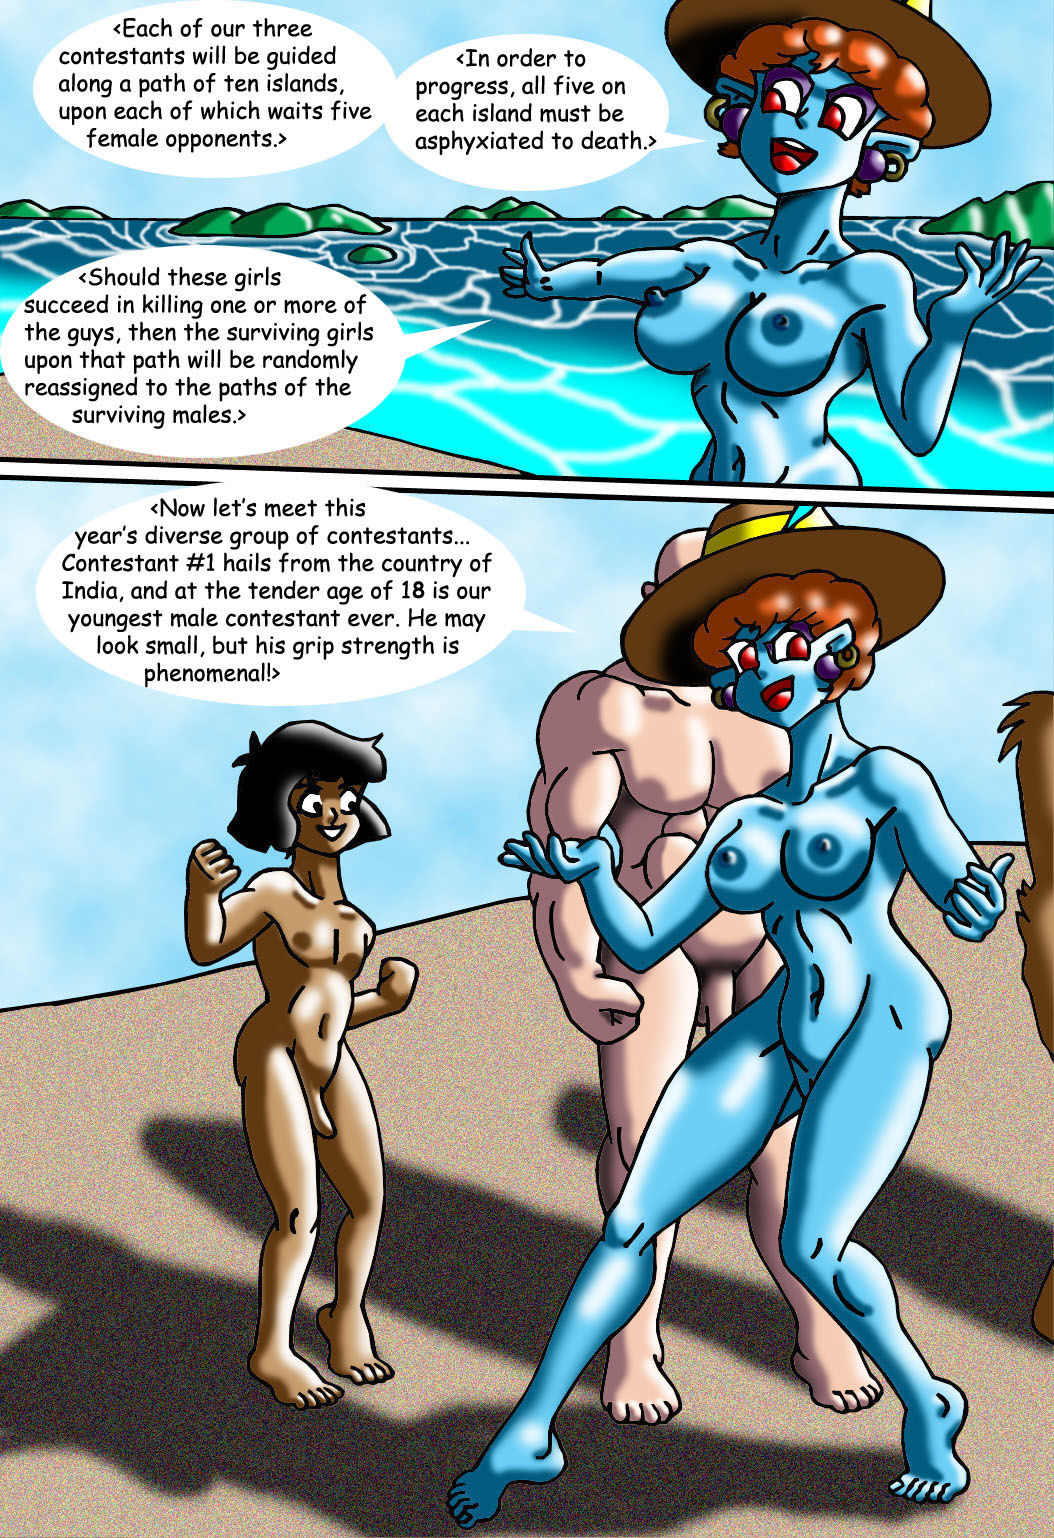 <Each of our three
contestants will be guided
along a path of ten islands,
upon each of which waits five
female opponents.>
<In order to
progress, all five on
each island must be
asphyxiated to death.>
<Should these girls
succeed in killing one or more of
the guys, then the surviving girls
upon that path will be randomly
reassigned to the paths of the
surviving males.>
<Now let's meet this
year's diverse group of contestants...
Contestant #1 hails from the country of
India, and at the tender age of 18 is our
youngest male contestant ever. He may
look small, but his grip strength is
phenomenal!>